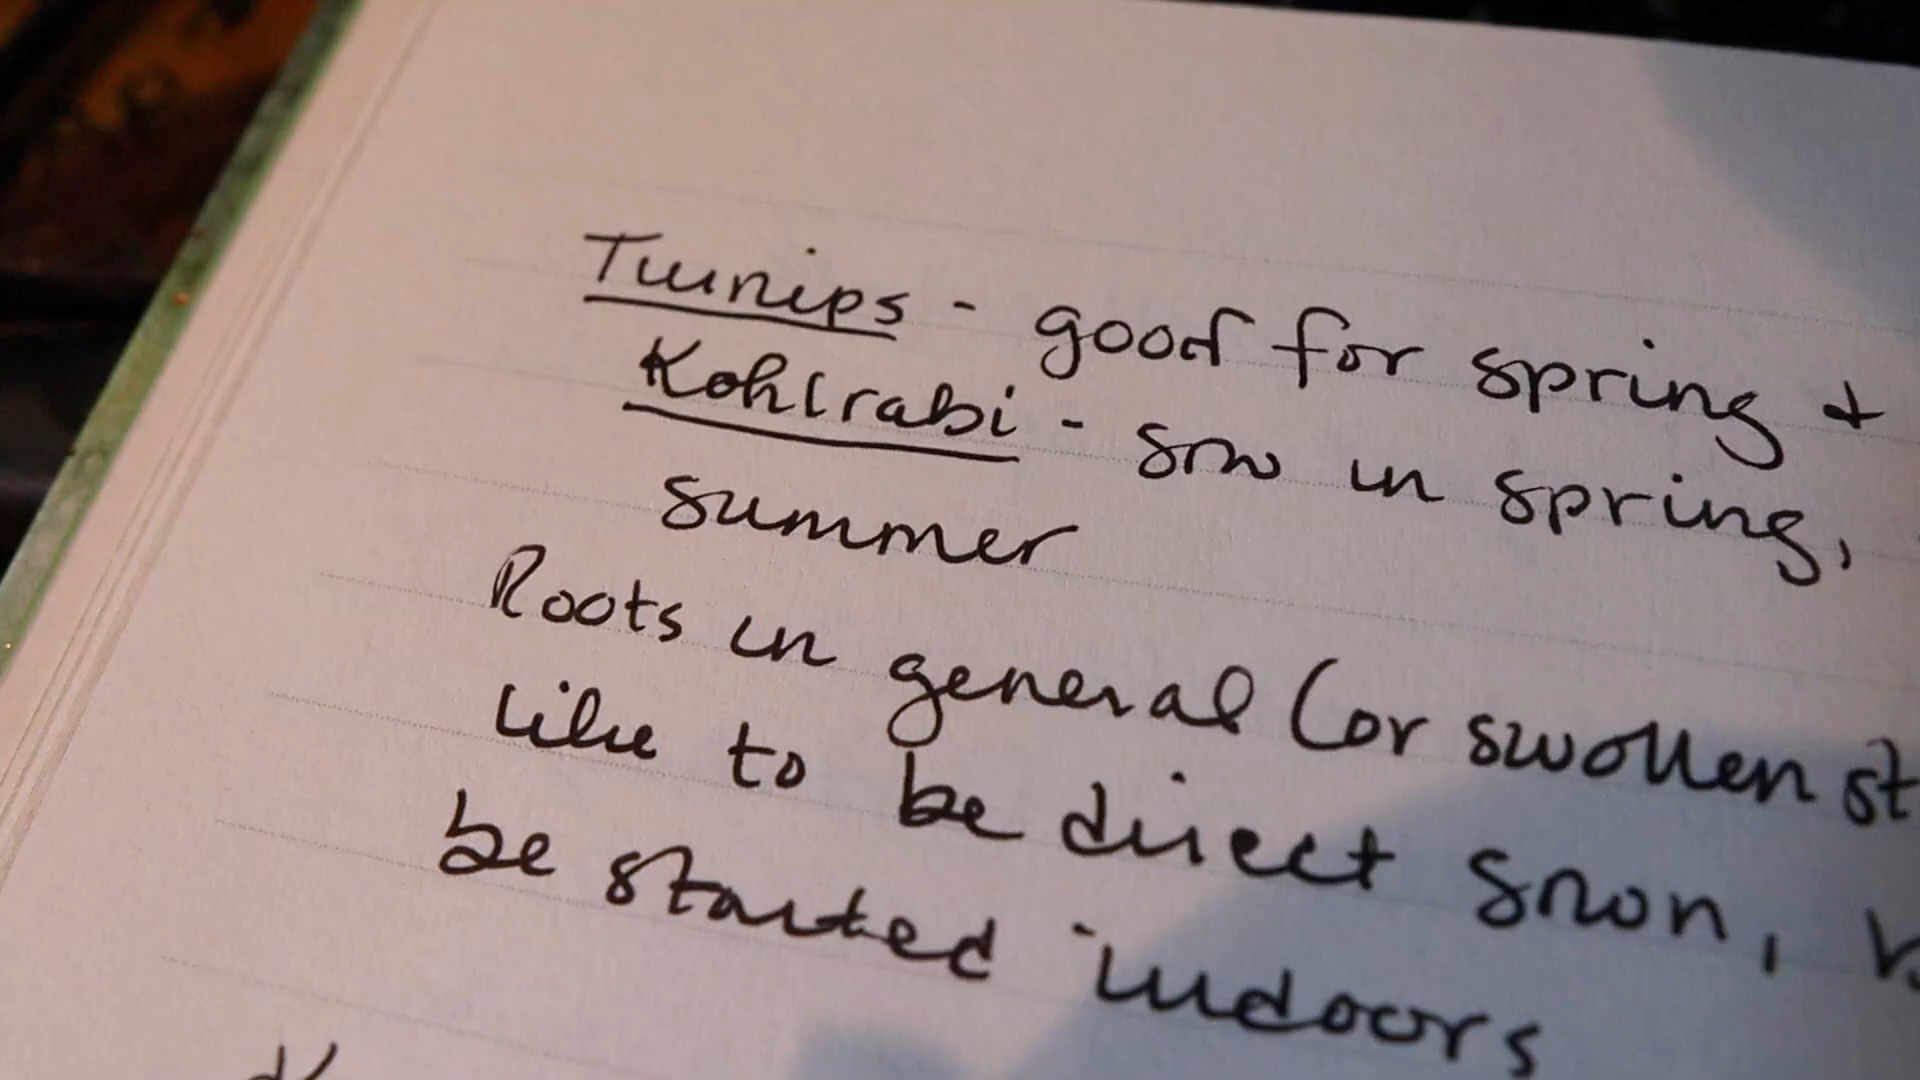 Turnips - good for spring +
Kohlrabi - sow in spring,
summer
Roots in general (or swollen st
like to be direct sown,
be started indoors